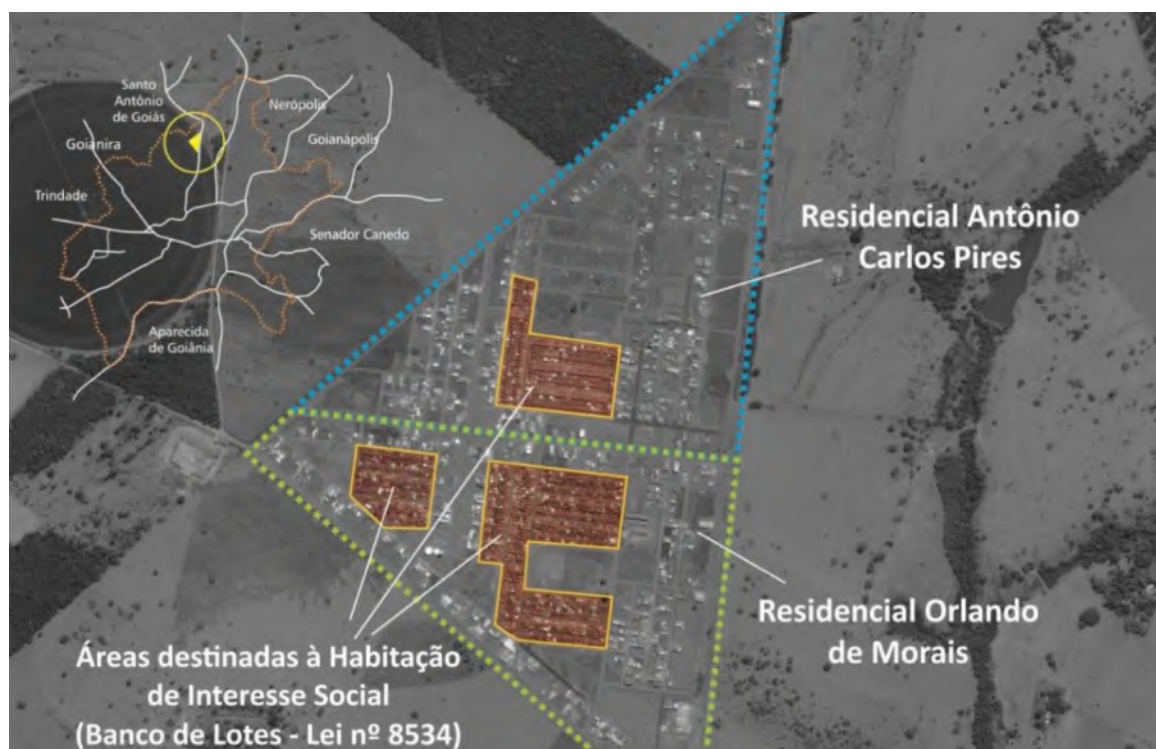 Santo
Antônio
de Goiás
Nerópolis
Goianira
Goianápolis
Trindade
Senador Canedo
Aparecida
de Goiânia
Residencial Antônio
Carlos Pires
Residencial Orlando
de Morais
Áreas destinadas à Habitação
de Interesse Social
(Banco de Lotes - Lei nº 8534)